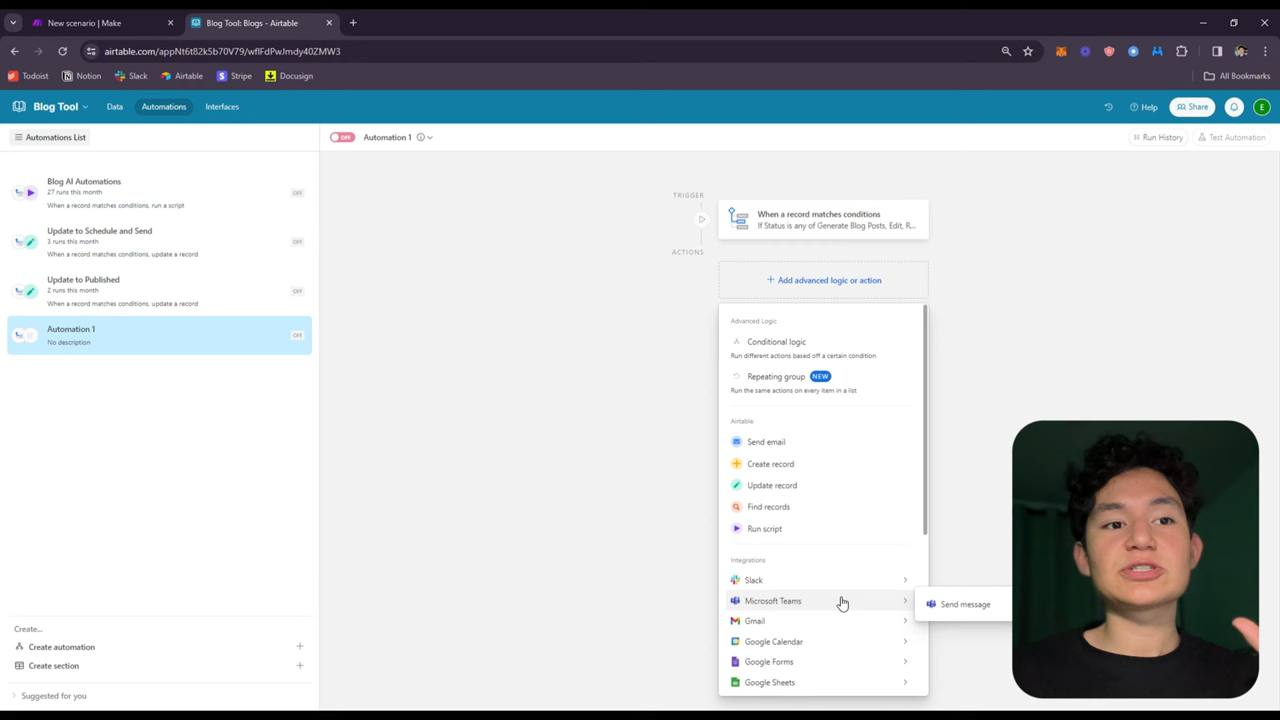 New scenario | Make
Blog Tool: Blogs - Airtable
airtable.com/appNt6t82k5b70V79/wflFdPwJmdy40ZMW3
Todoist
Notion
Slack
Airtable
Stripe
Docusign
All Bookmarks
Blog Tool
Data
Automations
Interfaces
Help
Share
E
Automations List
OFF
Automation 1
Run History
Test Automation
Blog AI Automations
27 runs this month
When a record matches conditions, run a script
OFF
Update to Schedule and Send
3 runs this month
When a record matches conditions, update a record
OFF
Update to Published
2 runs this month
When a record matches conditions, update a record
OFF
Automation 1
No description
OFF
Create...
Create automation
Create section
Suggested for you
TRIGGER
When a record matches conditions
If Status is any of Generate Blog Posts, Edit, R...
ACTIONS
+ Add advanced logic or action
Advanced Logic
Conditional logic
Run different actions based off a certain condition
Repeating group NEW
Run the same actions on every item in a list
Airtable
Send email
Create record
Update record
Find records
Run script
Integrations
Slack
Microsoft Teams
Send message
Gmail
Google Calendar
Google Forms
Google Sheets